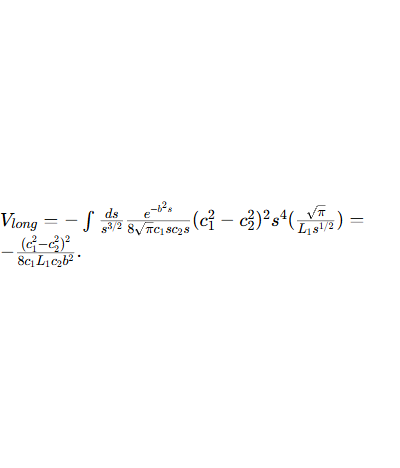 $V_{long} = -\int \frac{ds}{s^{3/2}} \frac{e^{-b^2 s}}{8\sqrt{\pi} c_1 s c_2 s} (c_1^2 - c_2^2)^2 s^4 (\frac{\sqrt{\pi}}{L_1 s^{1/2}}) =$
$-\frac{(c_1^2 - c_2^2)^2}{8 c_1 L_1 c_2 b^2}.$